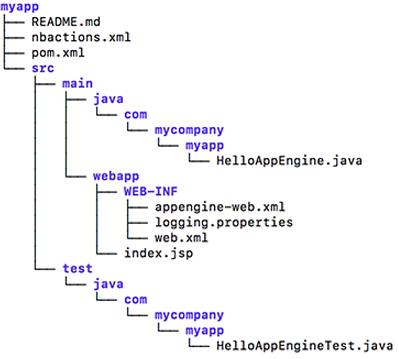 myapp
README.md
nbactions.xml
pom.xml
src
main
java
com
mycompany
myapp
HelloAppEngine.java
webapp
WEB-INF
appengine-web.xml
logging.properties
web.xml
index.jsp
test
java
com
mycompany
myapp
HelloAppEngineTest.java